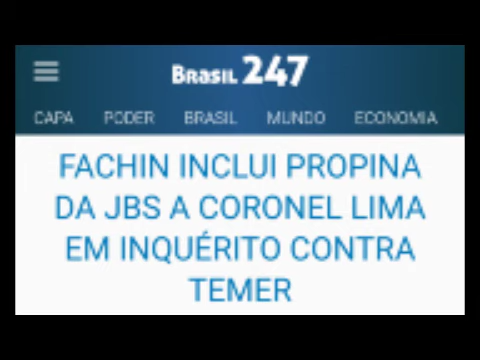 BRASIL 247
CAPA PODER BRASIL MUNDO ECONOMIA
FACHIN INCLUI PROPINA
DA JBS A CORONEL LIMA
EM INQUÉRITO CONTRA
TEMER